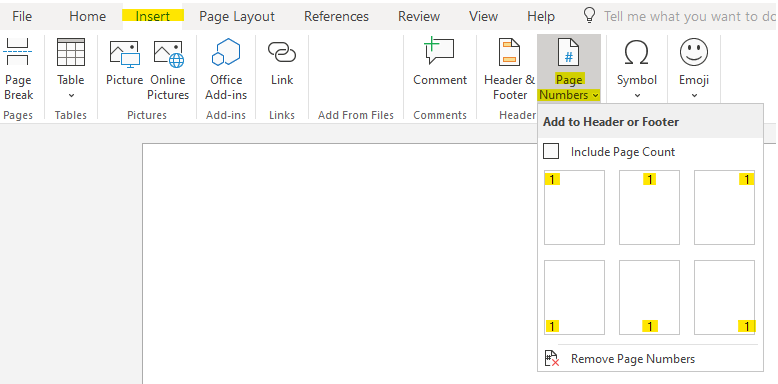 File Home Insert Page Layout References Review View Help Tell me what you want to do
Page Break
Table
Picture
Online Pictures
Office Add-ins
Link
Comment
Header & Footer
Page Numbers
Symbol
Emoji
Pages Tables Pictures Add-ins Links Add From Files Comments Header
Add to Header or Footer
Include Page Count
1 1 1
1 1 1
Remove Page Numbers